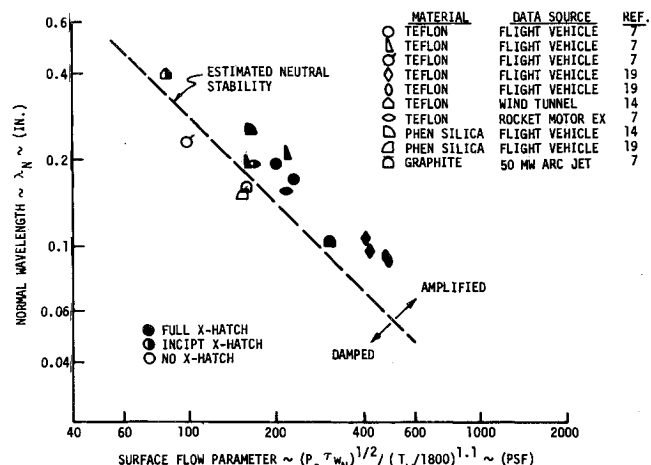 MATERIAL DATA SOURCE REF.
TEFLON FLIGHT VEHICLE 7
TEFLON FLIGHT VEHICLE 7
TEFLON FLIGHT VEHICLE 7
TEFLON FLIGHT VEHICLE 19
TEFLON FLIGHT VEHICLE 19
TEFLON WIND TUNNEL 14
TEFLON ROCKET MOTOR EX 7
PHEN SILICA FLIGHT VEHICLE 14
PHEN SILICA FLIGHT VEHICLE 19
GRAPHITE 50 MW ARC JET 7
ESTIMATED NEUTRAL
STABILITY
NORMAL WAVELENGTH ~ λN ~ (IN.)
0.6
0.4
0.2
0.1
0.06
0.04
AMPLIFIED
DAMPED
FULL X-HATCH
INCIPT X-HATCH
NO X-HATCH
40 60 100 200 400 600 1000 2000
SURFACE FLOW PARAMETER ~ /1800)1.1 ~ (PSF)